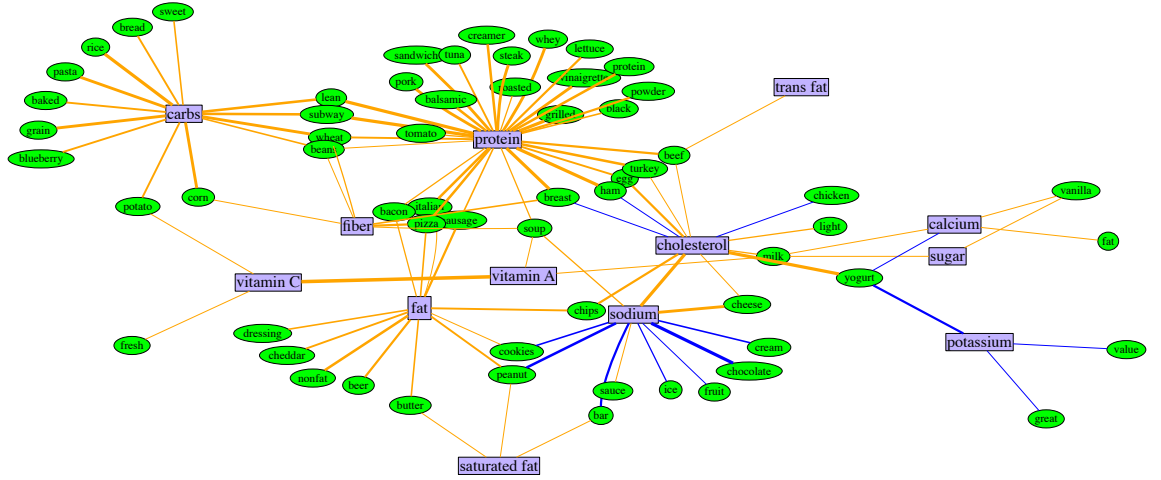 sweet
bread
creamer
whey
rice
sandwich
tuna
steak
lettuce
pasta
protein
pork
roasted
vinaigrette
trans fat
baked
lean
balsamic
powder
carbs
subway
grilled
black
grain
wheat
tomato
protein
blueberry
beans
beef
turkey
egg
potato
corn
ham
breast
chicken
vanilla
bacon
italian
fiber
pizza
sausage
soup
light
calcium
fat
cholesterol
milk
sugar
vitamin C
vitamin A
yogurt
fat
chips
sodium
cheese
dressing
fresh
cheddar
cookies
cream
potassium
value
nonfat
beer
peanut
chocolate
sauce
ice
fruit
butter
bar
great
saturated fat